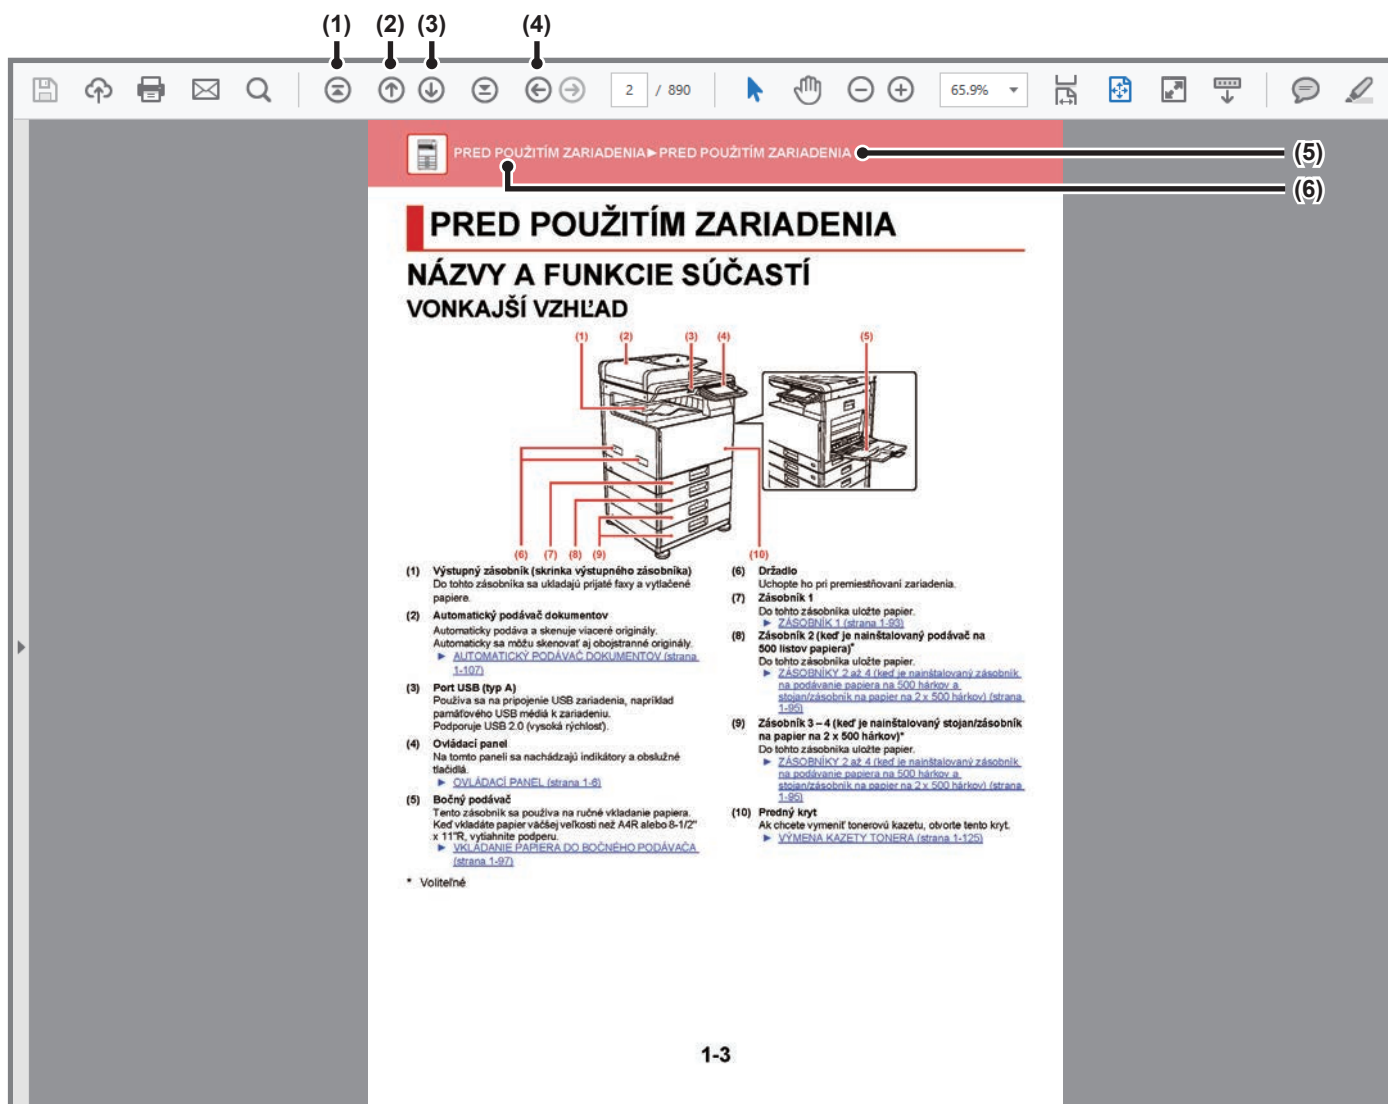 (1) (2) (3) (4)
2 / 890 65.9%
PRED POUŽITÍM ZARIADENIA►PRED POUŽITÍM ZARIADENIA
(5)
(6)
PRED POUŽITÍM ZARIADENIA
NÁZVY A FUNKCIE SÚČASTÍ
VONKAJŠÍ VZHĽAD
(1) (2) (3) (4) (5)
(6) (7) (8) (9) (10)
(1) Výstupný zásobník (skrinka výstupného zásobníka)
Do tohto zásobníka sa ukladajú prijaté faxy a vytlačené
papiere.
(2) Automatický podávač dokumentov
Automaticky podáva a skenuje viaceré originály.
Automaticky sa môžu skenovať aj obojstranné originály.
► AUTOMATICKÝ PODÁVAČ DOKUMENTOV (strana
1-107)
(3) Port USB (typ A)
Používa sa na pripojenie USB zariadenia, napríklad
pamäťového USB médiá k zariadeniu.
Podporuje USB 2.0 (vysoká rýchlosť).
(4) Ovládací panel
Na tomto paneli sa nachádzajú indikátory a obslužné
tlačidlá.
► OVLÁDACÍ PANEL (strana 1-6)
(5) Bočný podávač
Tento zásobník sa používa na ručné vkladanie papiera.
Keď vkladáte papier väčšej veľkosti než A4R alebo 8-1/2"
x 11"R, vytiahnite podperu.
► VKLADANIE PAPIERA DO BOČNÉHO PODÁVAČA
(strana 1-97)
* Voliteľné
(6) Držadlo
Uchopte ho pri premiestňovaní zariadenia.
(7) Zásobník 1
Do tohto zásobníka uložte papier.
► ZÁSOBNÍK 1 (strana 1-93)
(8) Zásobník 2 (keď je nainštalovaný podávač na
500 listov papiera)*
Do tohto zásobníka uložte papier.
► ZÁSOBNÍKY 2 až 4 (keď je nainštalovaný zásobník
na podávanie papiera na 500 hárkov a
stojan/zásobník na papier na 2 x 500 hárkov) (strana
1-95)
(9) Zásobník 3 – 4 (keď je nainštalovaný stojan/zásobník
na papier na 2 x 500 hárkov)*
Do tohto zásobníka uložte papier.
► ZÁSOBNÍKY 2 až 4 (keď je nainštalovaný zásobník
na podávanie papiera na 500 hárkov a
stojan/zásobník na papier na 2 x 500 hárkov) (strana
1-95)
(10) Predný kryt
Ak chcete vymeniť tonerovú kazetu, otvorte tento kryt.
► VÝMENA KAZETY TONERA (strana 1-125)
1-3